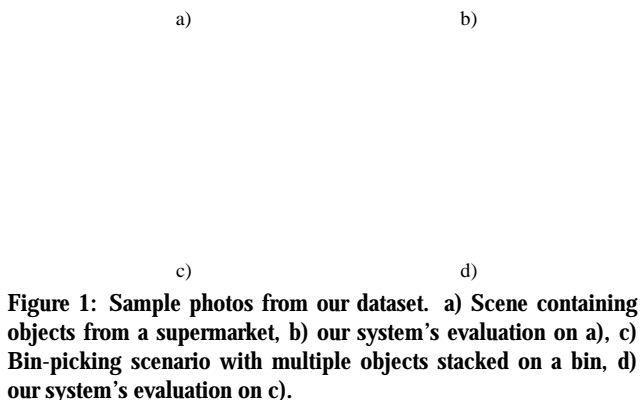 a) b)
c) d)
Figure 1: Sample photos from our dataset. a) Scene containing
objects from a supermarket, b) our system's evaluation on a), c)
Bin-picking scenario with multiple objects stacked on a bin, d)
our system's evaluation on c).